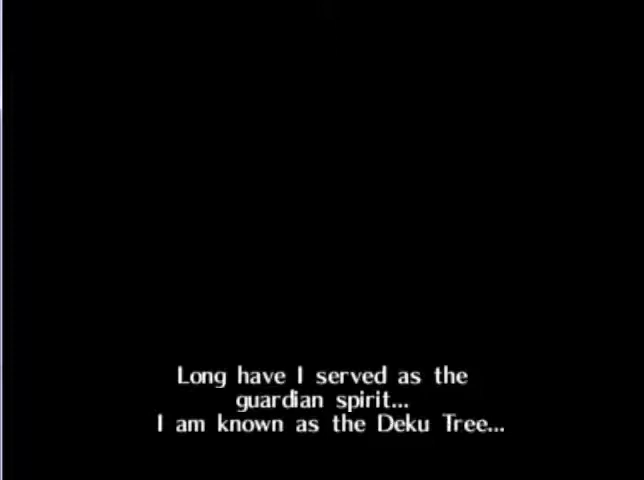 Long have I served as the
guardian spirit...
I am known as the Deku Tree...